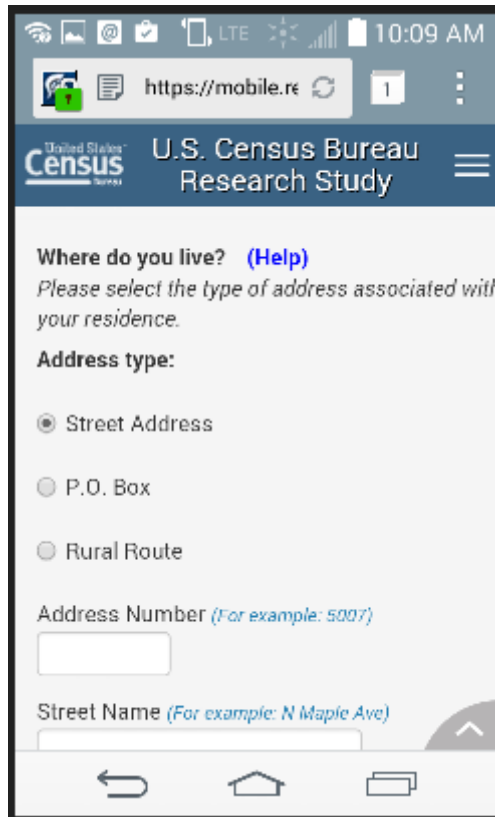 LTE 10:09 AM
https://mobile.re 1
United States™
Census
Bureau
U.S. Census Bureau
Research Study
Where do you live? (Help)
Please select the type of address associated with
your residence.
Address type:
Street Address
P.O. Box
Rural Route
Address Number (For example: 5007)
Street Name (For example: N Maple Ave)